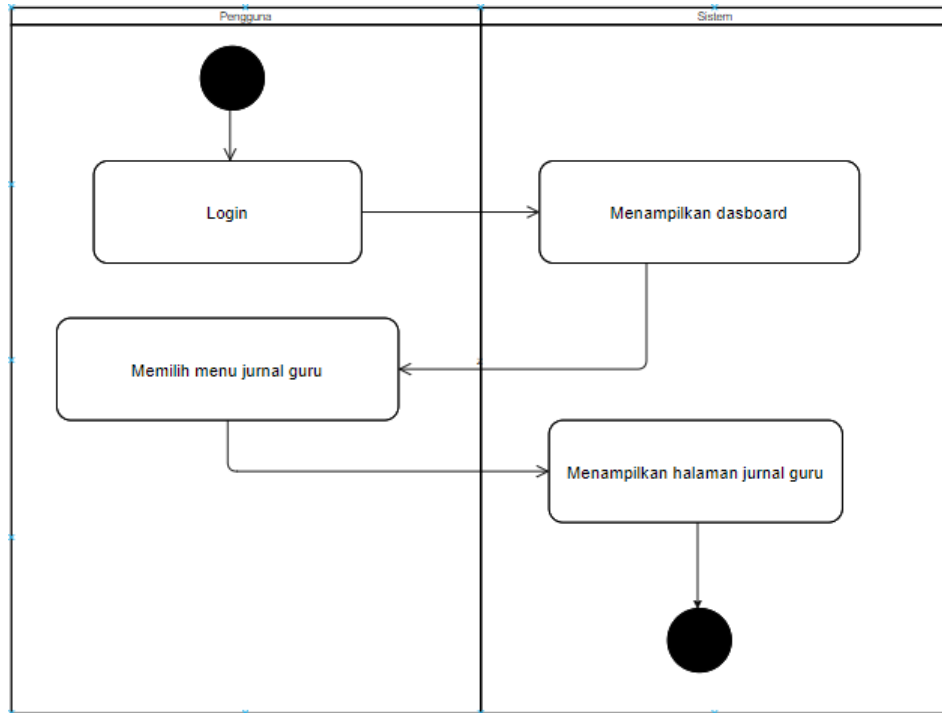 Pengguna
Sistem
Login
Menampilkan dasboard
Memilih menu jurnal guru
Menampilkan halaman jurnal guru